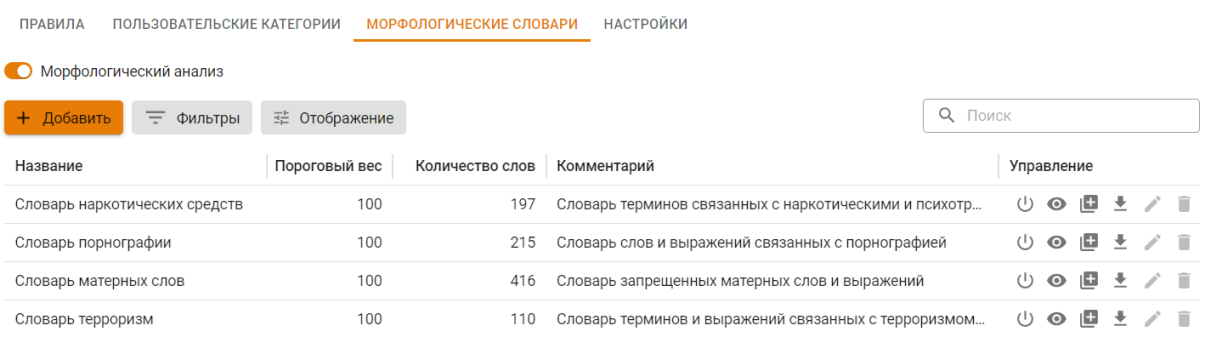 ПРАВИЛА ПОЛЬЗОВАТЕЛЬСКИЕ КАТЕГОРИИ МОРФОЛОГИЧЕСКИЕ СЛОВАРИ НАСТРОЙКИ
Морфологический анализ
+ Добавить Фильтры Отображение Поиск
Название Пороговый вес Количество слов Комментарий Управление
Словарь наркотических средств 100 197 Словарь терминов связанных с наркотическими и психотр...
Словарь порнографии 100 215 Словарь слов и выражений связанных с порнографией
Словарь матерных слов 100 416 Словарь запрещенных матерных слов и выражений
Словарь терроризм 100 110 Словарь терминов и выражений связанных с терроризмом...